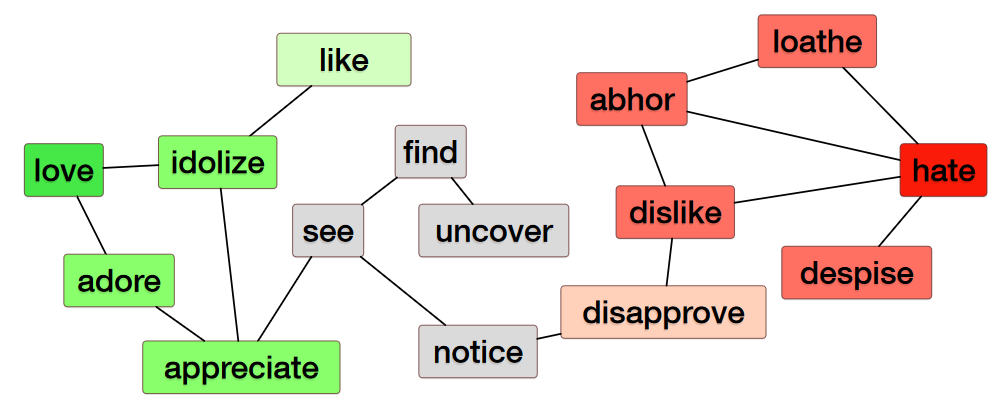 loathe
like
abhor
find
love
idolize
hate
dislike
see
uncover
adore
despise
disapprove
notice
appreciate